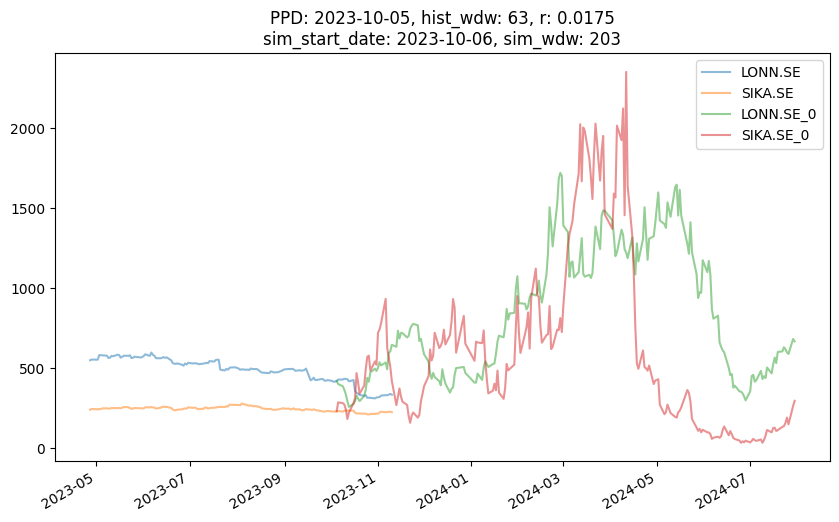 PPD: 2023-10-05, hist_wdw: 63, r: 0.0175
sim_start_date: 2023-10-06, sim_wdw: 203
LONN.SE
SIKA.SE
LONN.SE_0
SIKA.SE_0
2000
1500
1000
500
0
2023-05
2023-07
2023-09
2023-11
2024-01
2024-03
2024-05
2024-07